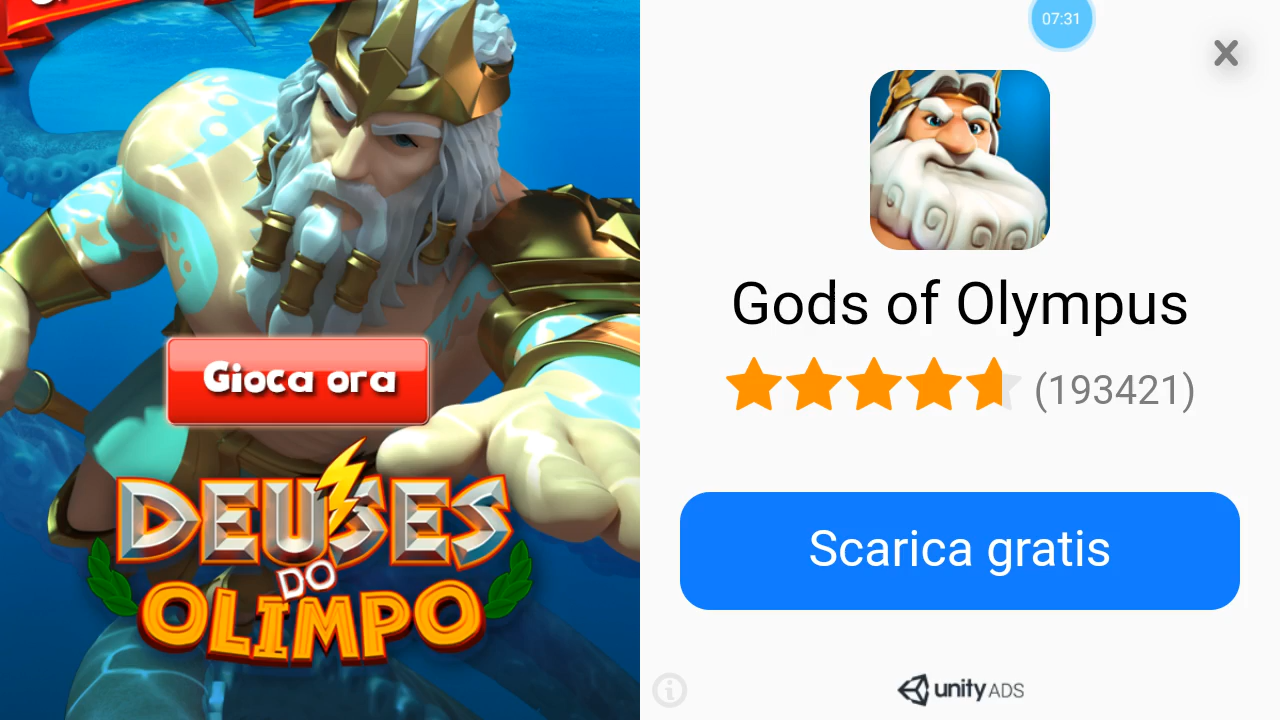 Gioca ora
DEUSES
DO
OLIMPO
07:31
Gods of Olympus
(193421)
Scarica gratis
unity ADS